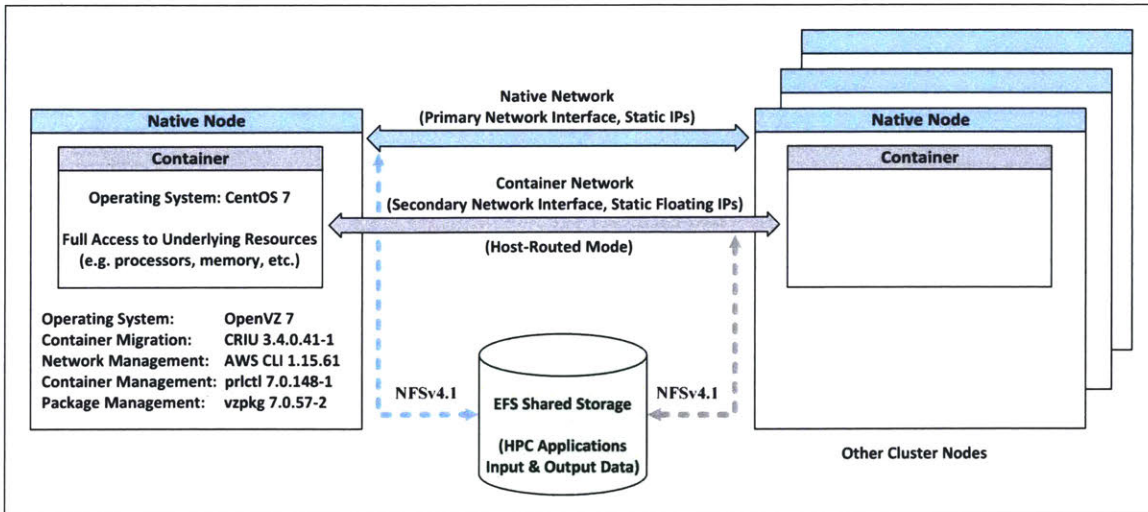 Native Node
Container
Operating System: CentOS 7
Full Access to Underlying Resources
(e.g. processors, memory, etc.)
Operating System: OpenVZ 7
Container Migration: CRIU 3.4.0.41-1
Network Management: AWS CLI 1.15.61
Container Management: prlctl 7.0.148-1
Package Management: vzpkg 7.0.57-2
Native Network
(Primary Network Interface, Static IPs)
Container Network
(Secondary Network Interface, Static Floating IPs)
(Host-Routed Mode)
NFSv4.1
EFS Shared Storage
(HPC Applications
Input & Output Data)
NFSv4.1
Native Node
Container
Other Cluster Nodes